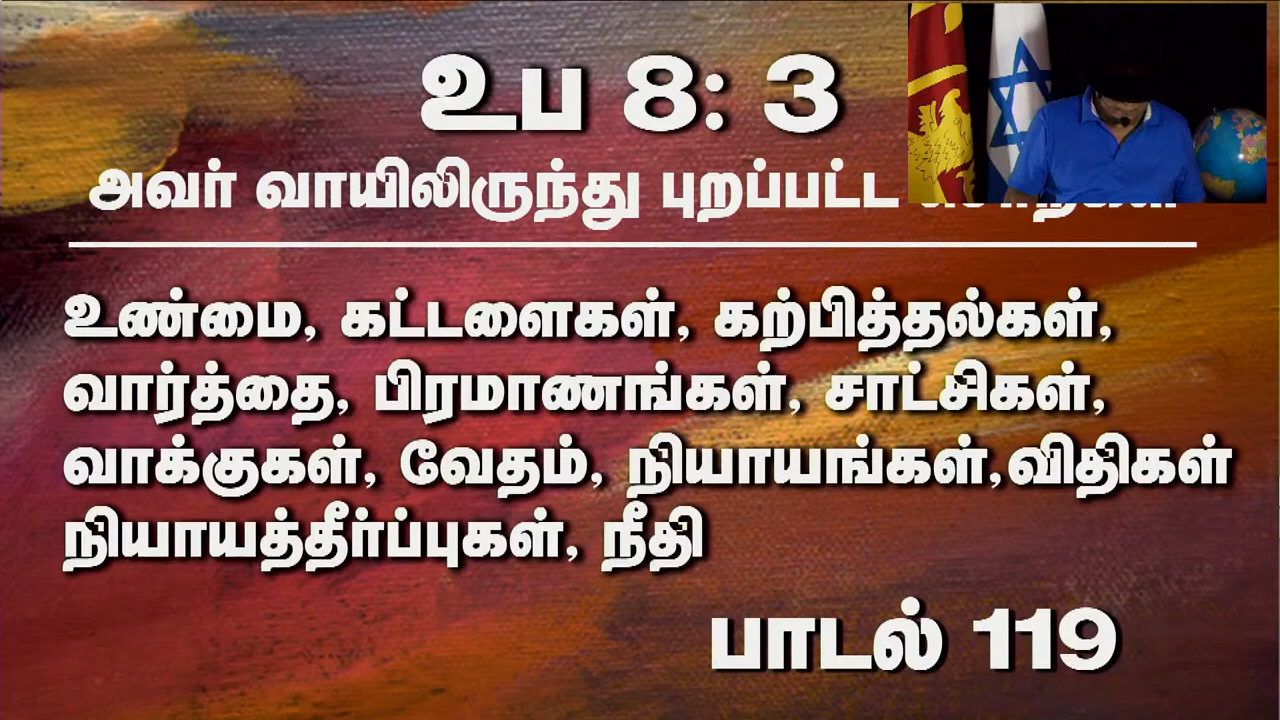 உப 8: 3
அவர் வாயிலிருந்து புறப்பட்ட
உண்மை, கட்டளைகள், கற்பித்தல்கள்,
வார்த்தை, பிரமாணங்கள், சாட்சிகள்,
வாக்குகள், வேதம், நியாயங்கள்,விதிகள்
நியாயத்தீர்ப்புகள், நீதி
பாடல் 119